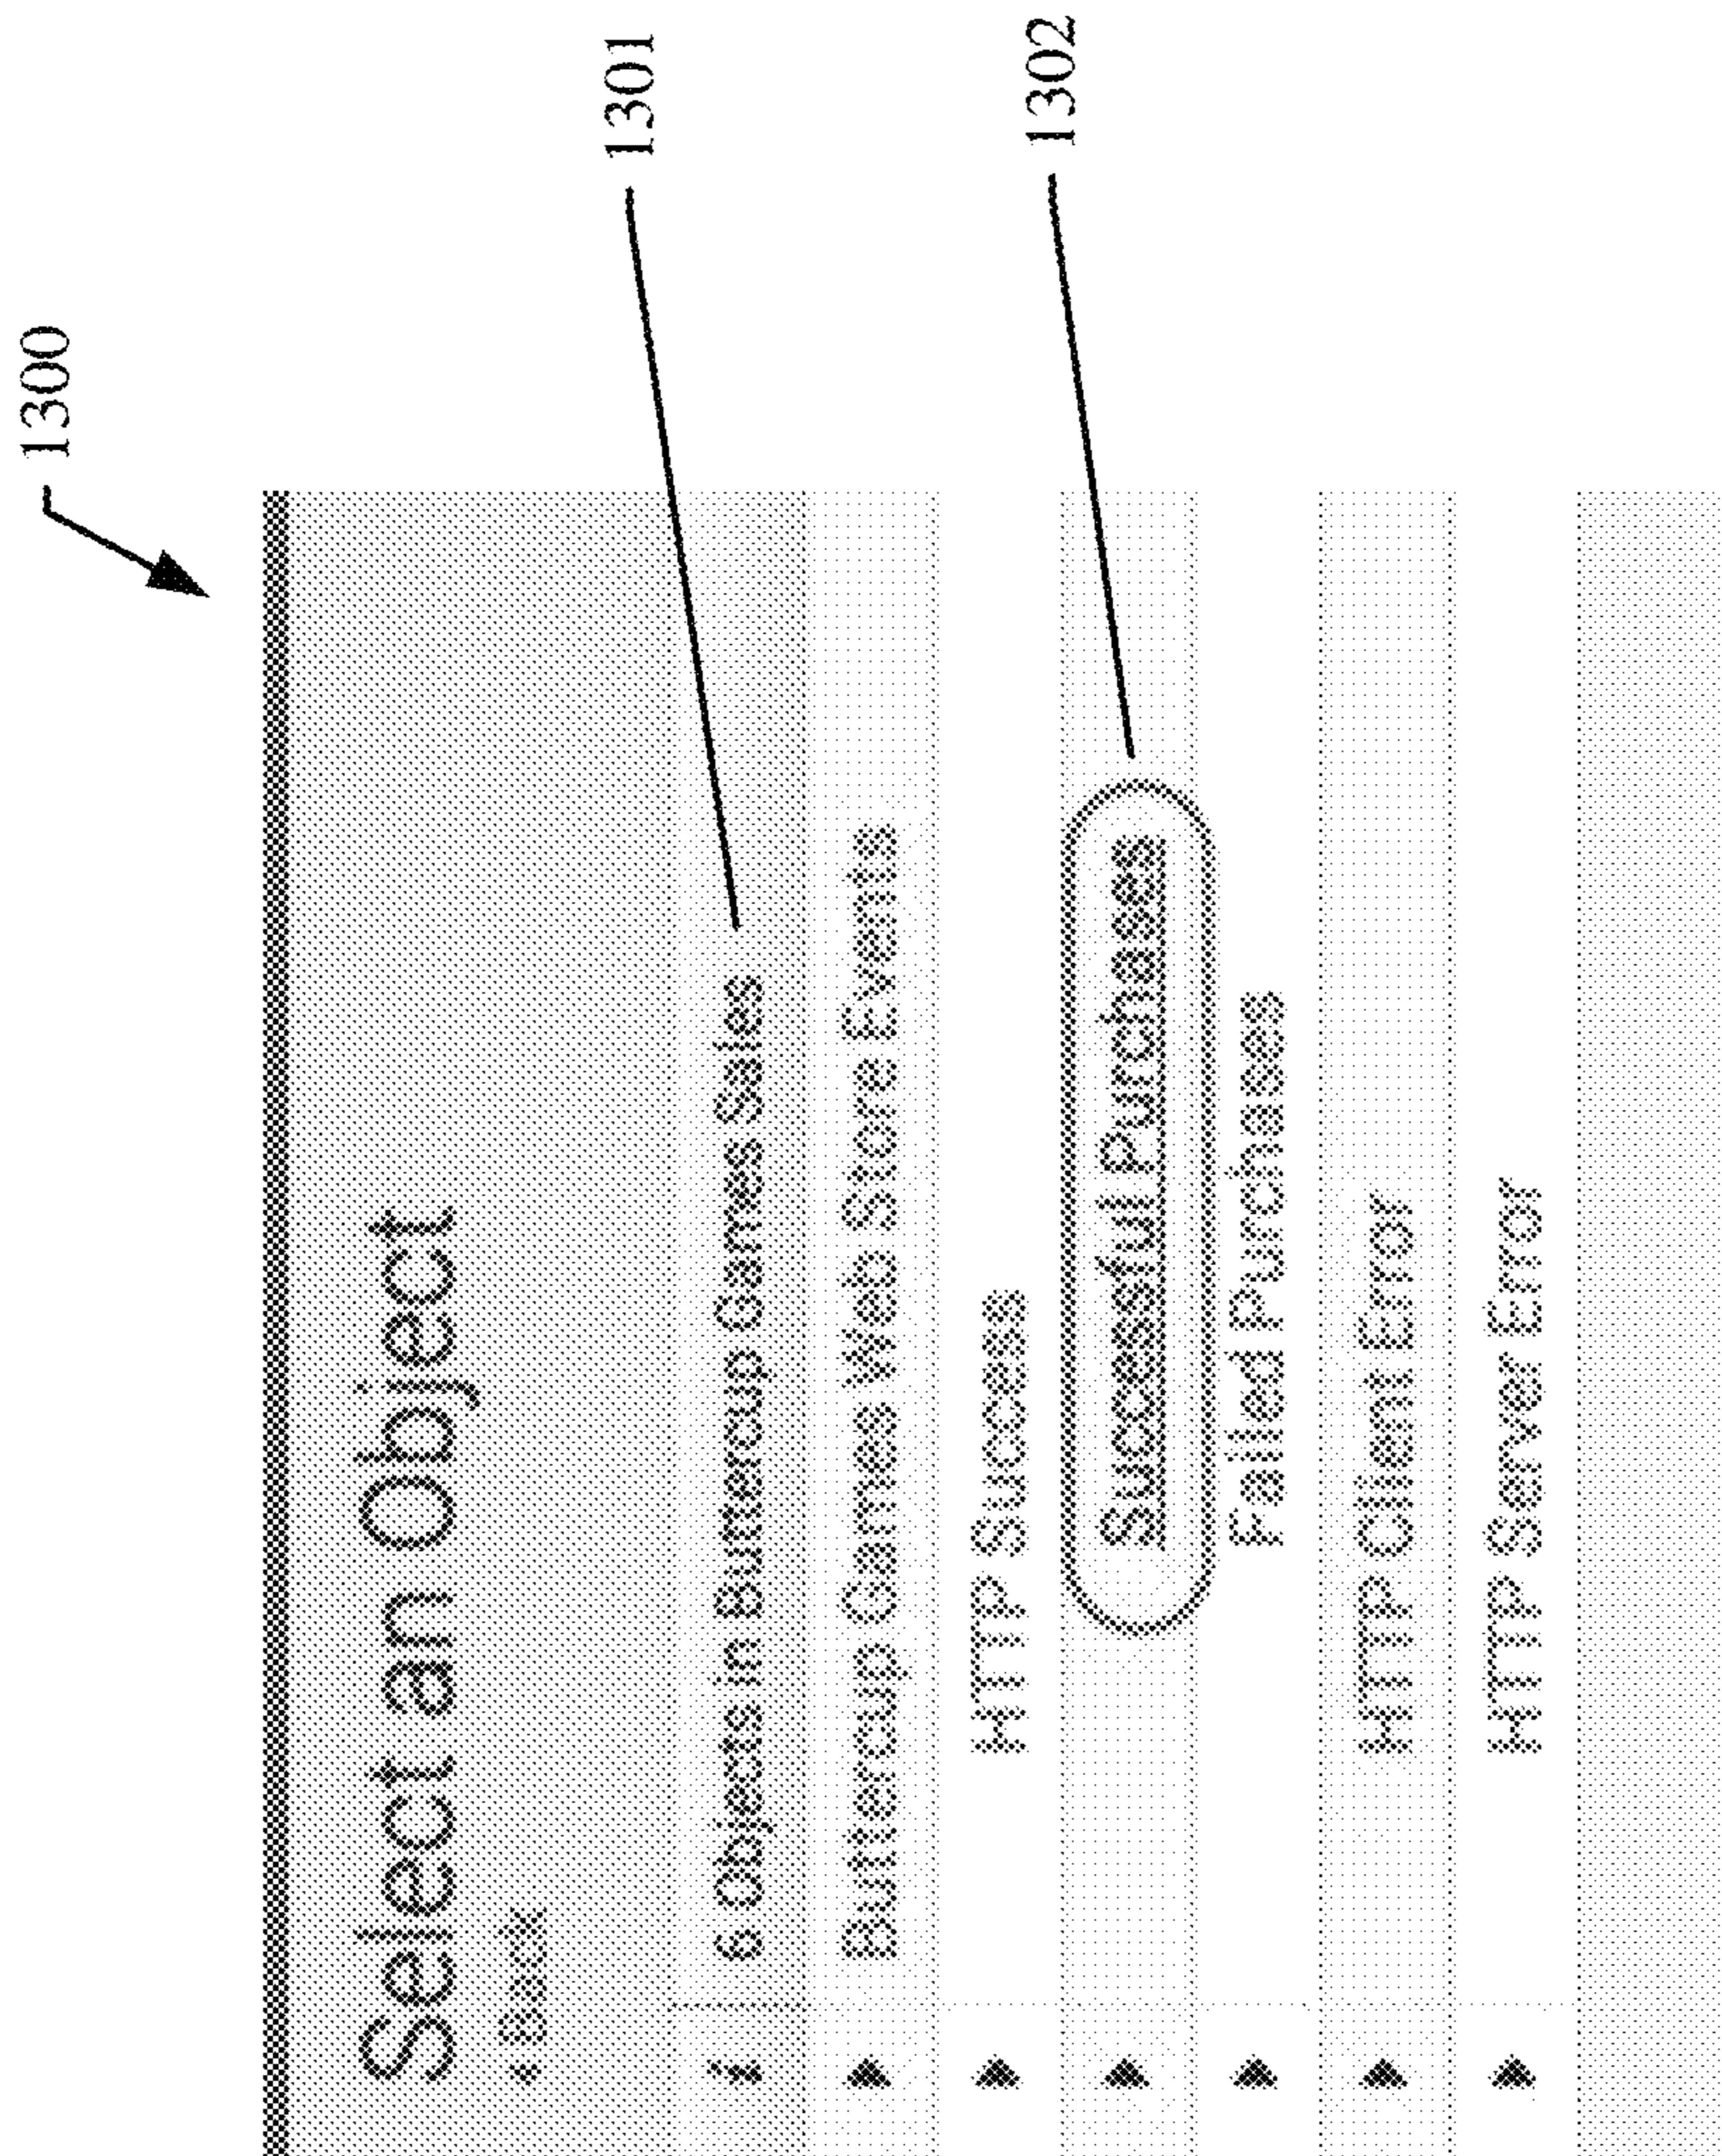 1300
Select an Object
Back
i 6 Objects in Buttercup Games Sales
1301
Buttercup Games Web Store Events
HTTP Success
Successful Purchases
1302
Failed Purchases
HTTP Client Error
HTTP Server Error